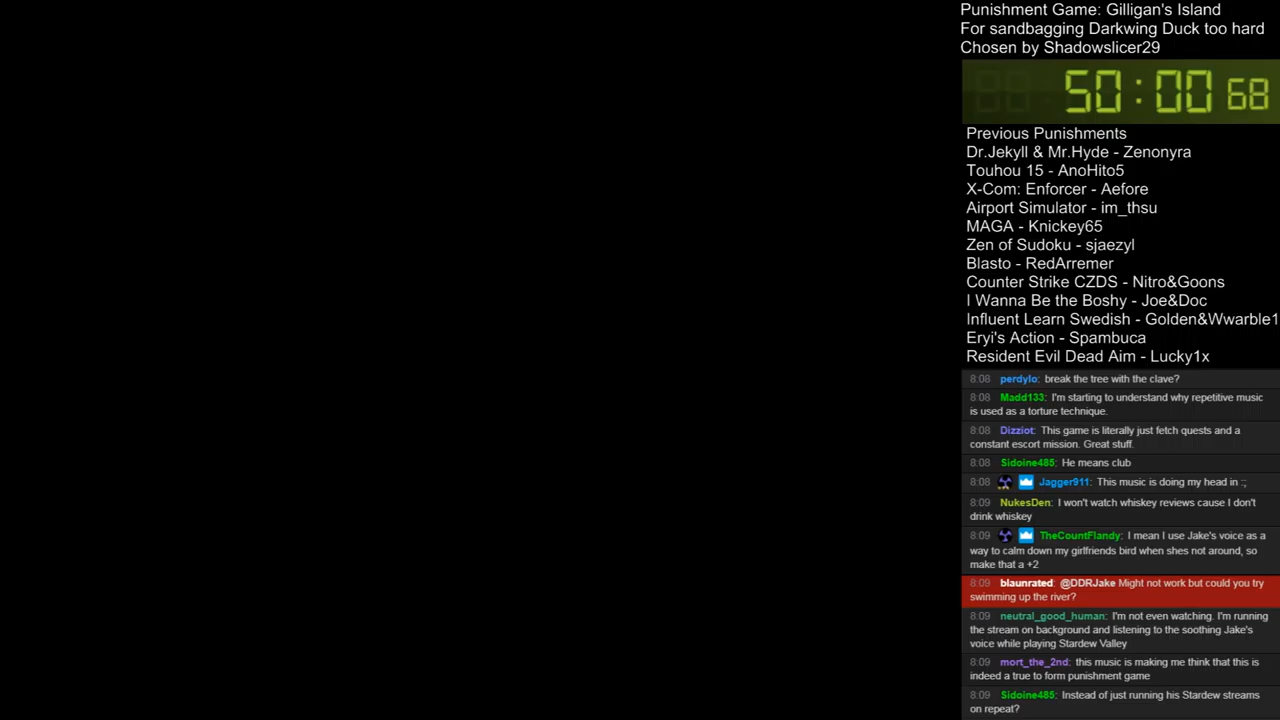 Punishment Game: Gilligan's Island
For sandbagging Darkwing Duck too hard
Chosen by Shadowslicer29
50:00 68
Previous Punishments
Dr.Jekyll & Mr.Hyde - Zenonyra
Touhou 15 - AnoHito5
X-Com: Enforcer - Aefore
Airport Simulator - im_thsu
MAGA - Knickey65
Zen of Sudoku - sjaezyl
Blasto - RedArremer
Counter Strike CZDS - Nitro&Goons
I Wanna Be the Boshy - Joe&Doc
Influent Learn Swedish - Golden&Wwarble1
Eryi's Action - Spambuca
Resident Evil Dead Aim - Lucky1x
8:08 perdylo: break the tree with the clave?
8:08 Madd133: I'm starting to understand why repetitive music
is used as a torture technique.
8:08 Dizziot: This game is literally just fetch quests and a
constant escort mission. Great stuff.
8:08 Sidoine485: He means club
8:08 Jagger911: This music is doing my head in :;
8:09 NukesDen: I won't watch whiskey reviews cause I don't
drink whiskey
8:09 TheCountFlandy: I mean I use Jake's voice as a
way to calm down my girlfriends bird when shes not around, so
make that a +2
8:09 blaunrated: @DDRJake Might not work but could you try
swimming up the river?
8:09 neutral_good_human: I'm not even watching. I'm running
the stream on background and listening to the soothing Jake's
voice while playing Stardew Valley
8:09 mort_the_2nd: this music is making me think that this is
indeed a true to form punishment game
8:09 Sidoine485: Instead of just running his Stardew streams
on repeat?